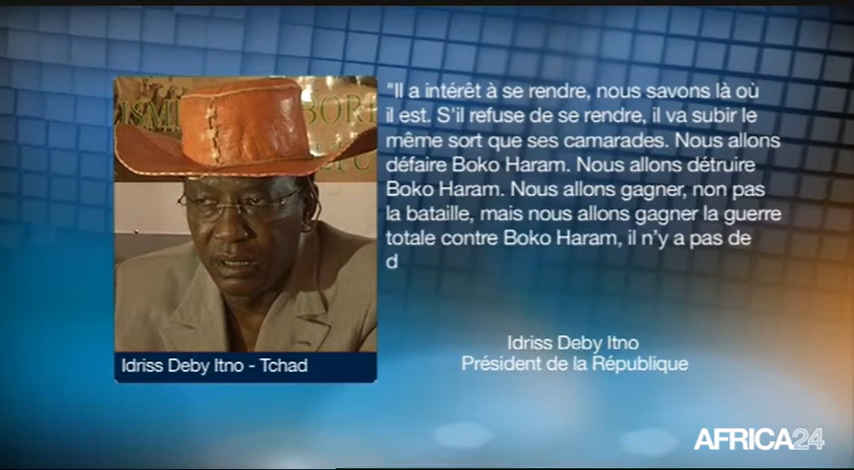 "Il a intérêt à se rendre, nous savons là où
il est. S'il refuse de se rendre, il va subir le
même sort que ses camarades. Nous allons
défaire Boko Haram. Nous allons détruire
Boko Haram. Nous allons gagner, non pas
la bataille, mais nous allons gagner la guerre
totale contre Boko Haram, il n'y a pas de
d
Idriss Deby Itno
Président de la République
Idriss Deby Itno - Tchad
AFRICA24